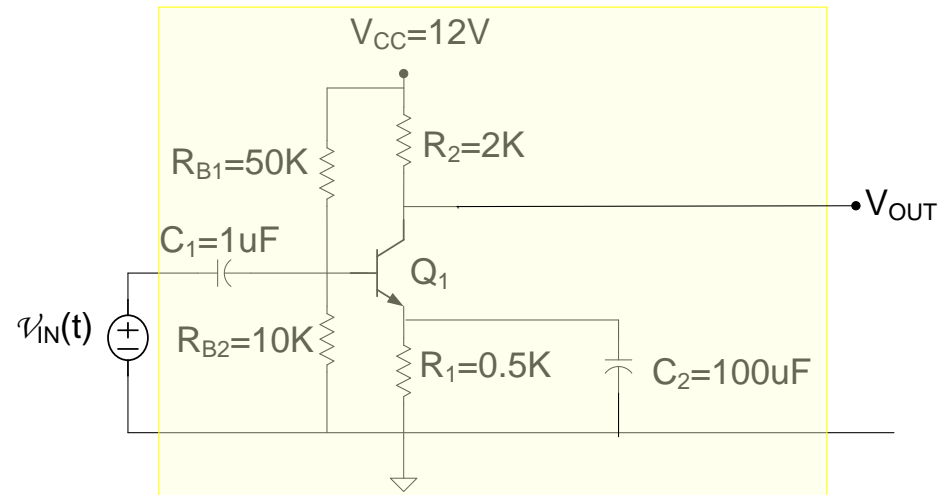 V_CC=12V
R_B1=50K
R_2=2K
V_OUT
C_1=1uF
Q_1
𝒱_IN(t)
R_B2=10K
R_1=0.5K
C_2=100uF